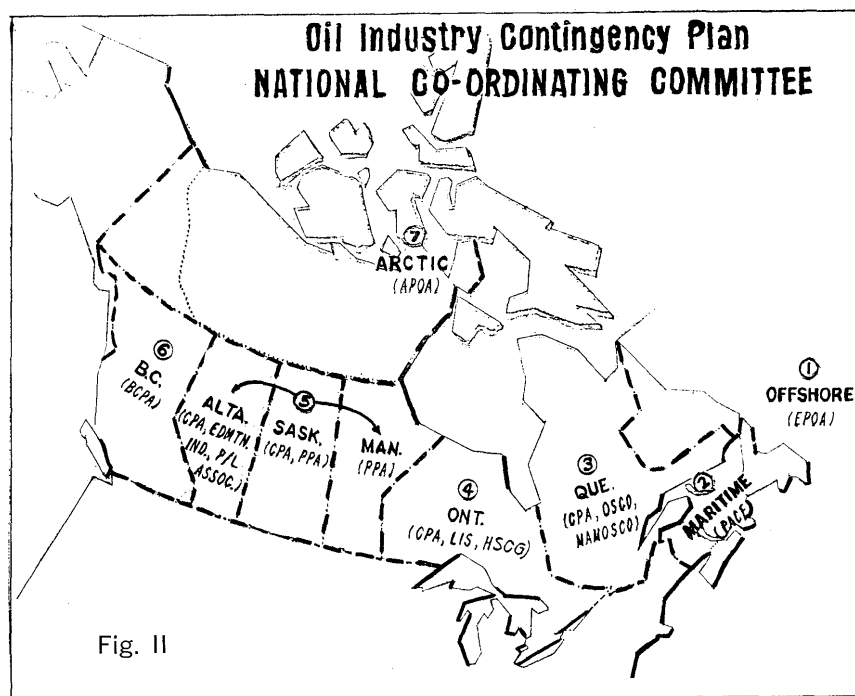 Oil Industry Contingency Plan
NATIONAL CO-ORDINATING COMMITTEE
⑦
ARCTIC
(APOA)
⑥
B.C.
(BCPA)
ALTA.
(CPA, EDMTN.
IND., P/L
ASSOC.)
⑤
SASK.
(CPA, PPA)
MAN.
(PPA)
④
ONT.
(CPA, LIS, HSCG)
③
QUE.
(CPA, OSCO,
MAMOSCO)
②
MARITIME
(PACE)
①
OFFSHORE
(EPOA)
Fig. II